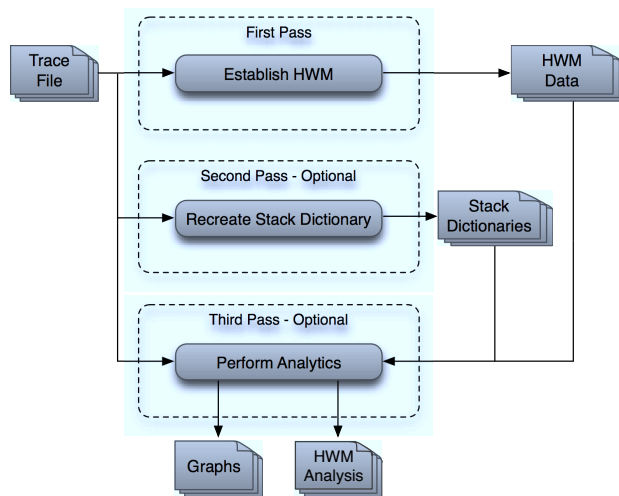 First Pass
Trace
File
Establish HWM
HWM
Data
Second Pass - Optional
Recreate Stack Dictionary
Stack
Dictionaries
Third Pass - Optional
Perform Analytics
Graphs
HWM
Analysis